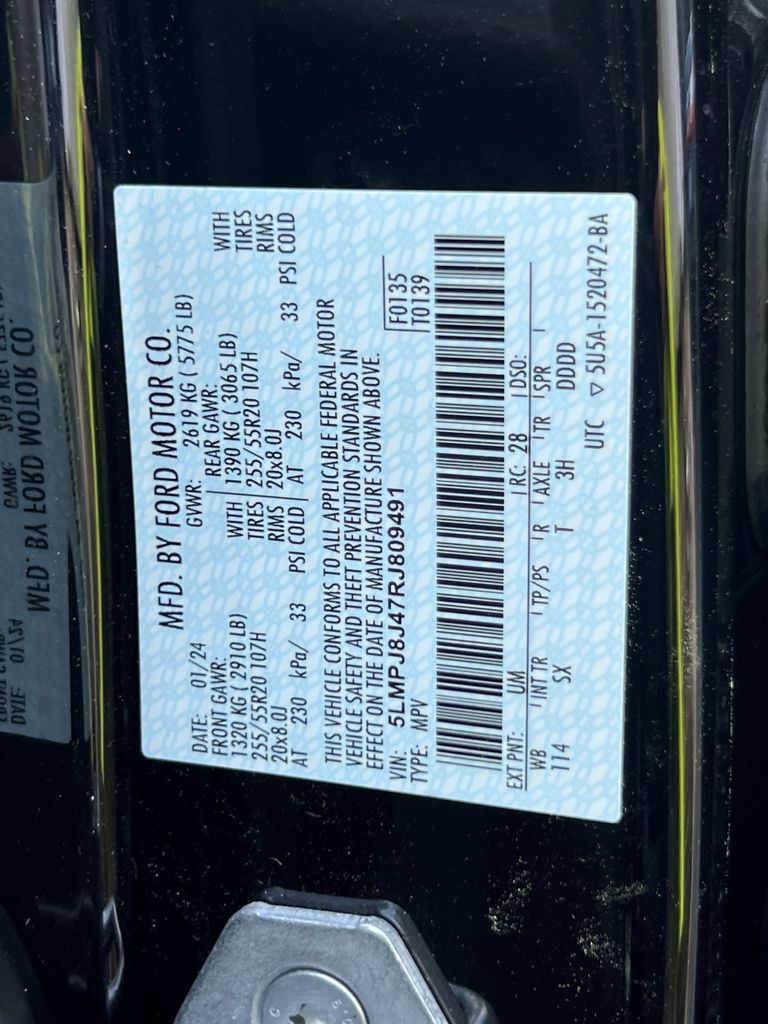 MFD. BY FORD MOTOR CO.
DATE: 01/24 GVWR: 2619 KG ( 5775 LB)
FRONT GAWR: REAR GAWR: WITH
1320 KG ( 2910 LB) WITH 1390 KG ( 3065 LB) TIRES
255/55R20 107H TIRES 255/55R20 107H RIMS
20x8.0J RIMS 20x8.0J
AT 230 kPa/ 33 PSI COLD AT 230 kPa/ 33 PSI COLD
THIS VEHICLE CONFORMS TO ALL APPLICABLE FEDERAL MOTOR
VEHICLE SAFETY AND THEFT PREVENTION STANDARDS IN
EFFECT ON THE DATE OF MANUFACTURE SHOWN ABOVE.
VIN: 5LMPJ8J47RJ809491 F0135
TYPE: MPV T0139
EXT PNT: UM RC: 28 DSO:
WB INT TR TP/PS R AXLE TR SPR
114 SX T 3H DDDD
UTC ▽ 5U5A-1520472-BA